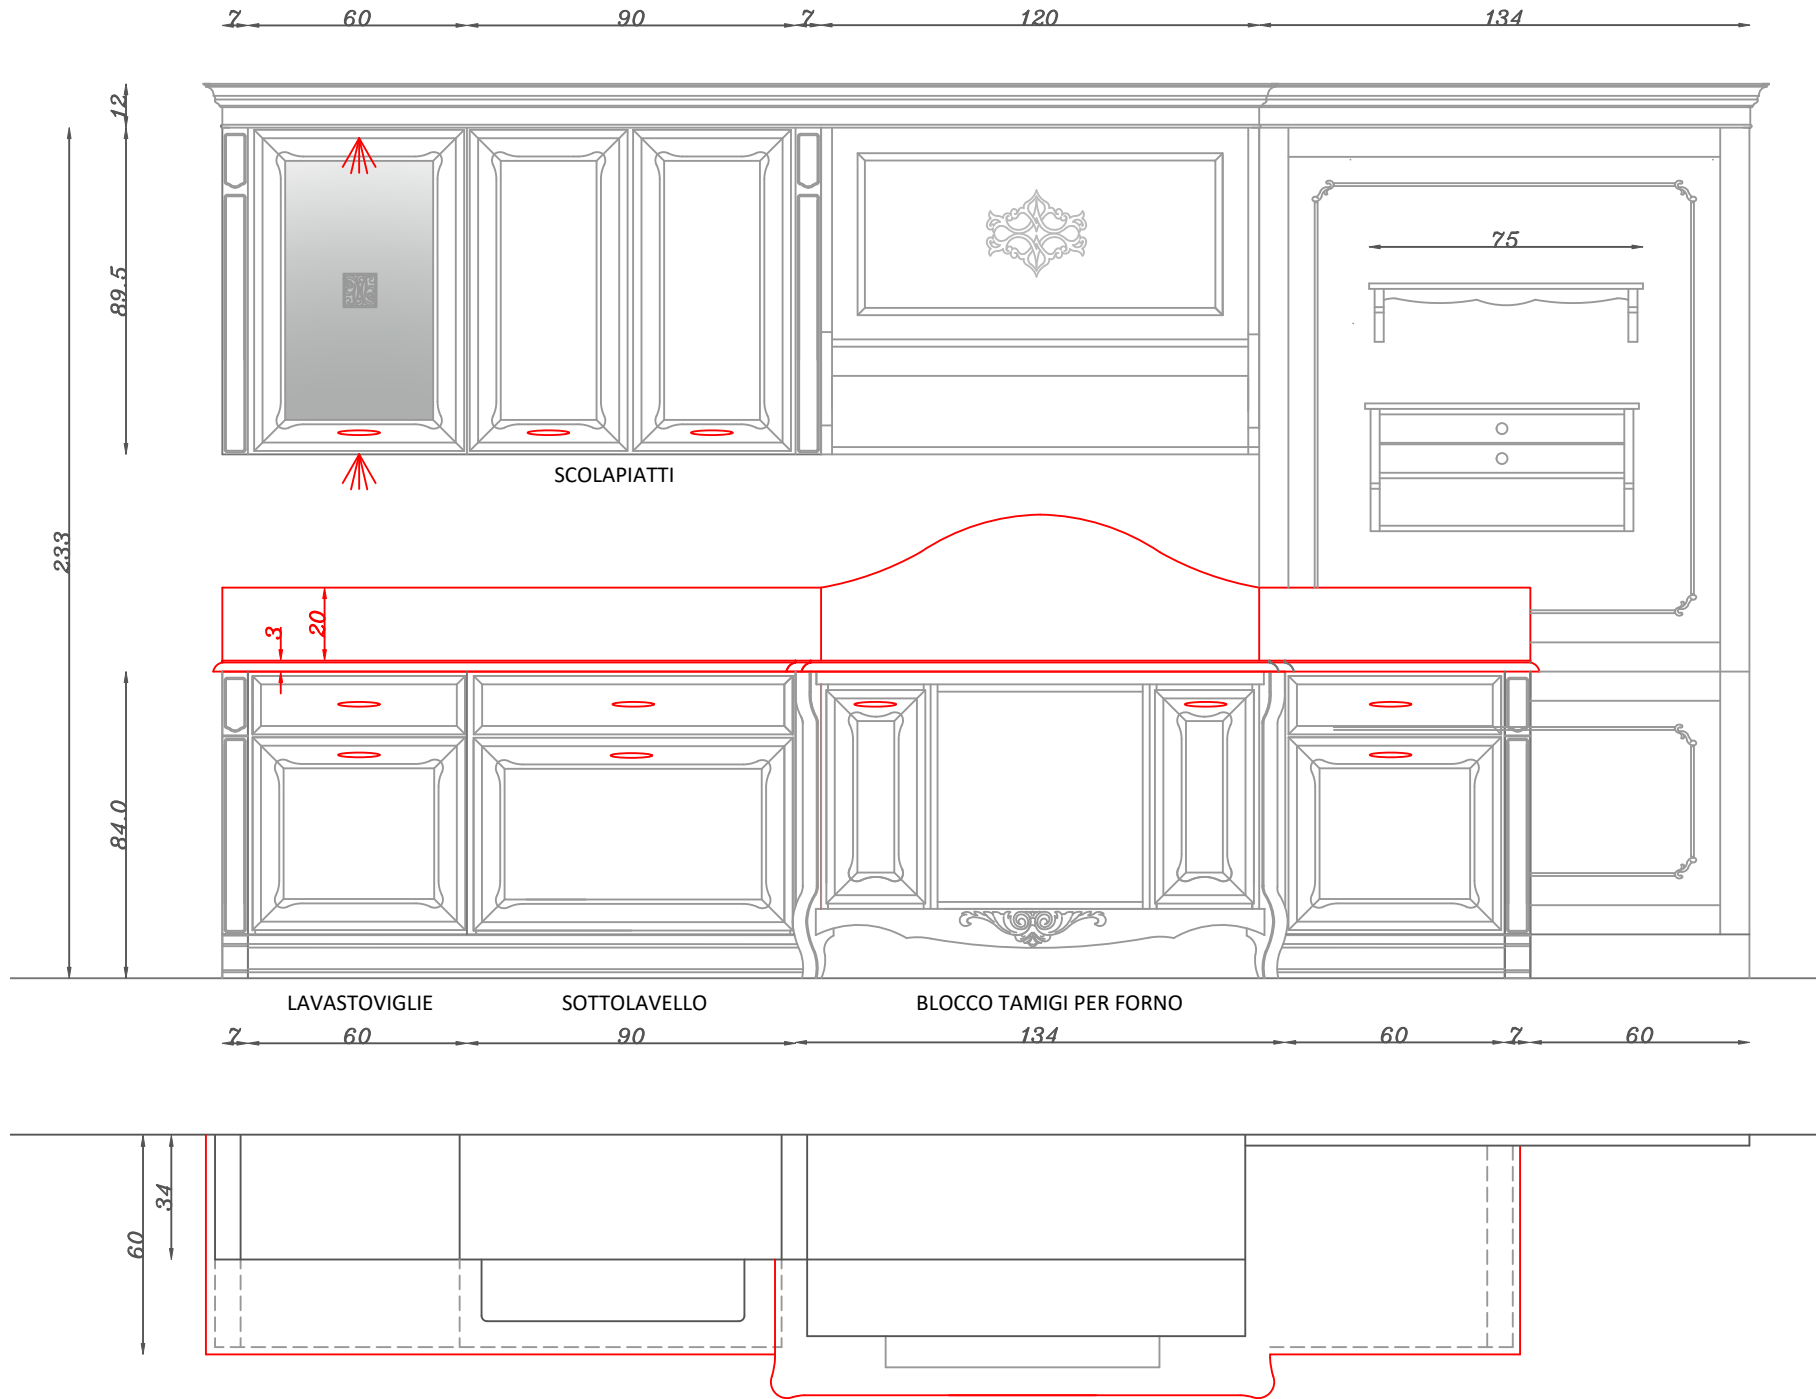 7 60 90 7 120 134
12
89.5
75
SCOLAPIATTI
233
3 20
84.0
LAVASTOVIGLIE SOTTOLAVELLO BLOCCO TAMIGI PER FORNO
7 60 90 134 60 7 60
34
60